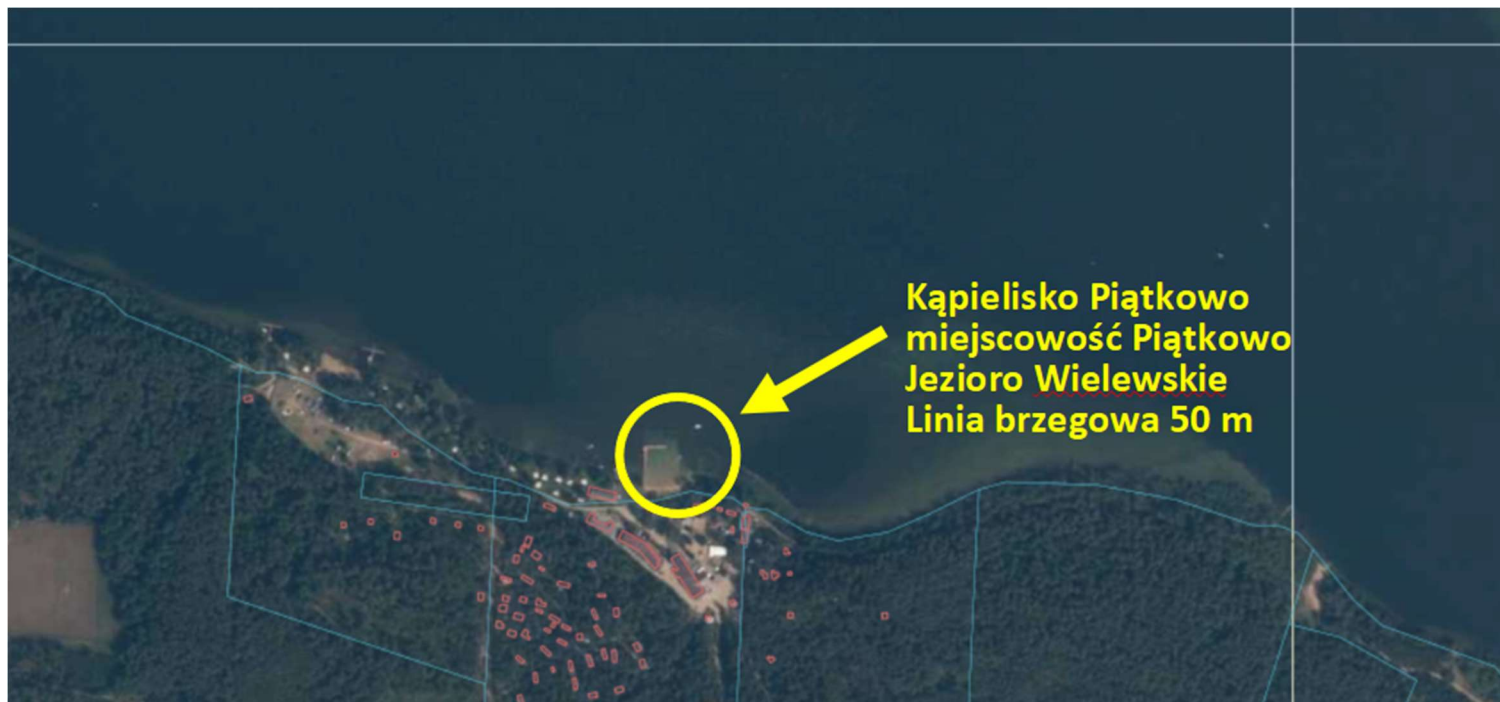 Kąpielisko Piątkowo
miejscowość Piątkowo
Jezioro Wielewskie
Linia brzegowa 50 m